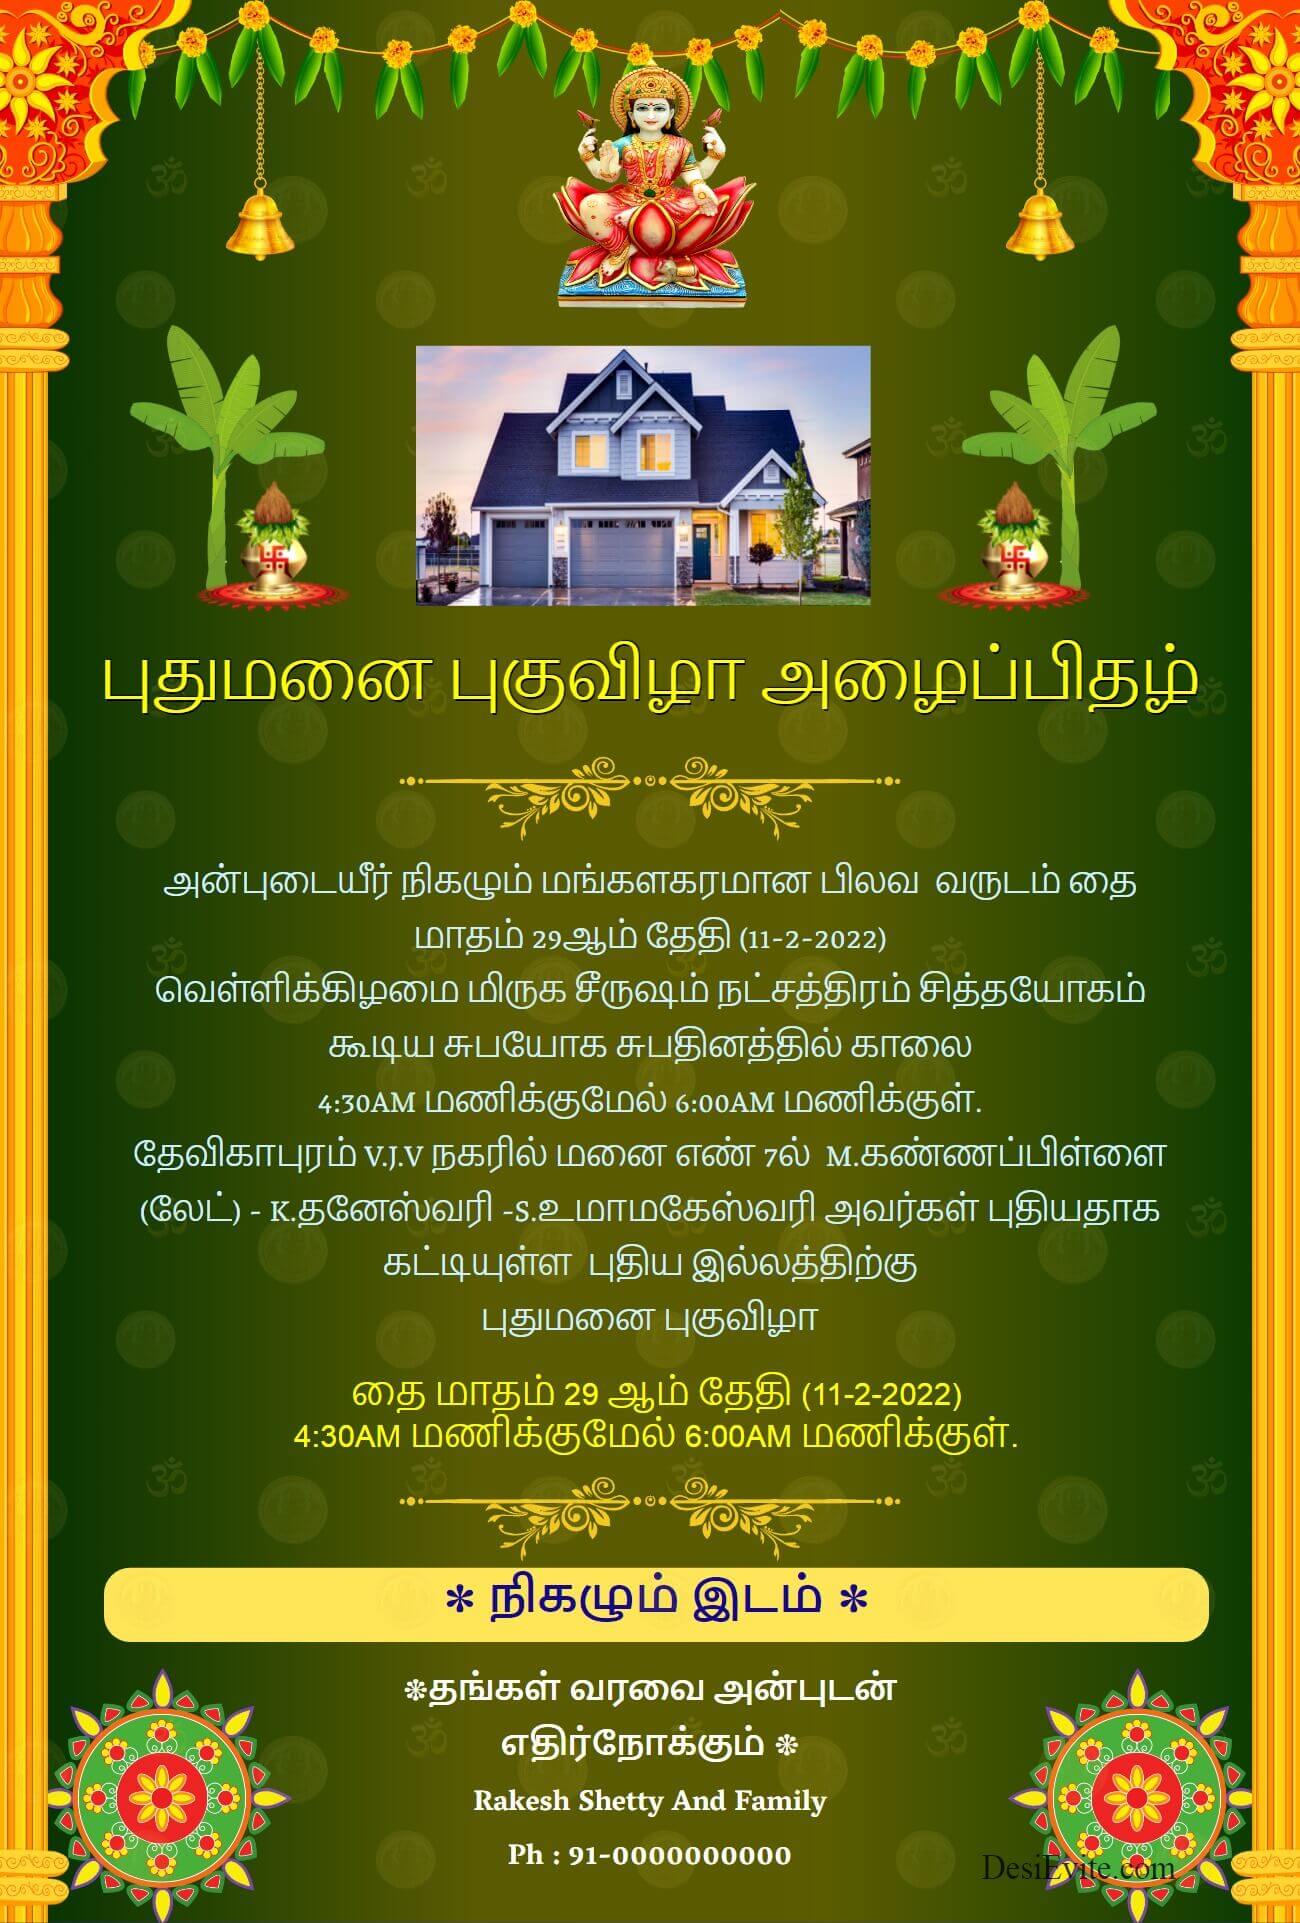 புதுமனை புகுவிழா அழைப்பிதழ்
அன்புடையீர் நிகழும் மங்களகரமான பிலவ வருடம் தை
மாதம் 29ஆம் தேதி (11-2-2022)
வெள்ளிக்கிழமை மிருக சீருஷம் நட்சத்திரம் சித்தயோகம்
கூடிய சுபயோக சுபதினத்தில் காலை
4:30AM மணிக்குமேல் 6:00AM மணிக்குள்.
தேவிகாபுரம் V.J.V நகரில் மனை எண் 7ல் M.கண்ணப்பிள்ளை
(லேட்) - K.தனேஸ்வரி -S.உமாமகேஸ்வரி அவர்கள் புதியதாக
கட்டியுள்ள புதிய இல்லத்திற்கு
புதுமனை புகுவிழா
தை மாதம் 29 ஆம் தேதி (11-2-2022)
4:30AM மணிக்குமேல் 6:00AM மணிக்குள்.
* நிகழும் இடம் *
❇தங்கள் வரவை அன்புடன்
எதிர்நோக்கும் ❇
Rakesh Shetty And Family
Ph : 91-0000000000
DesiEvite.com